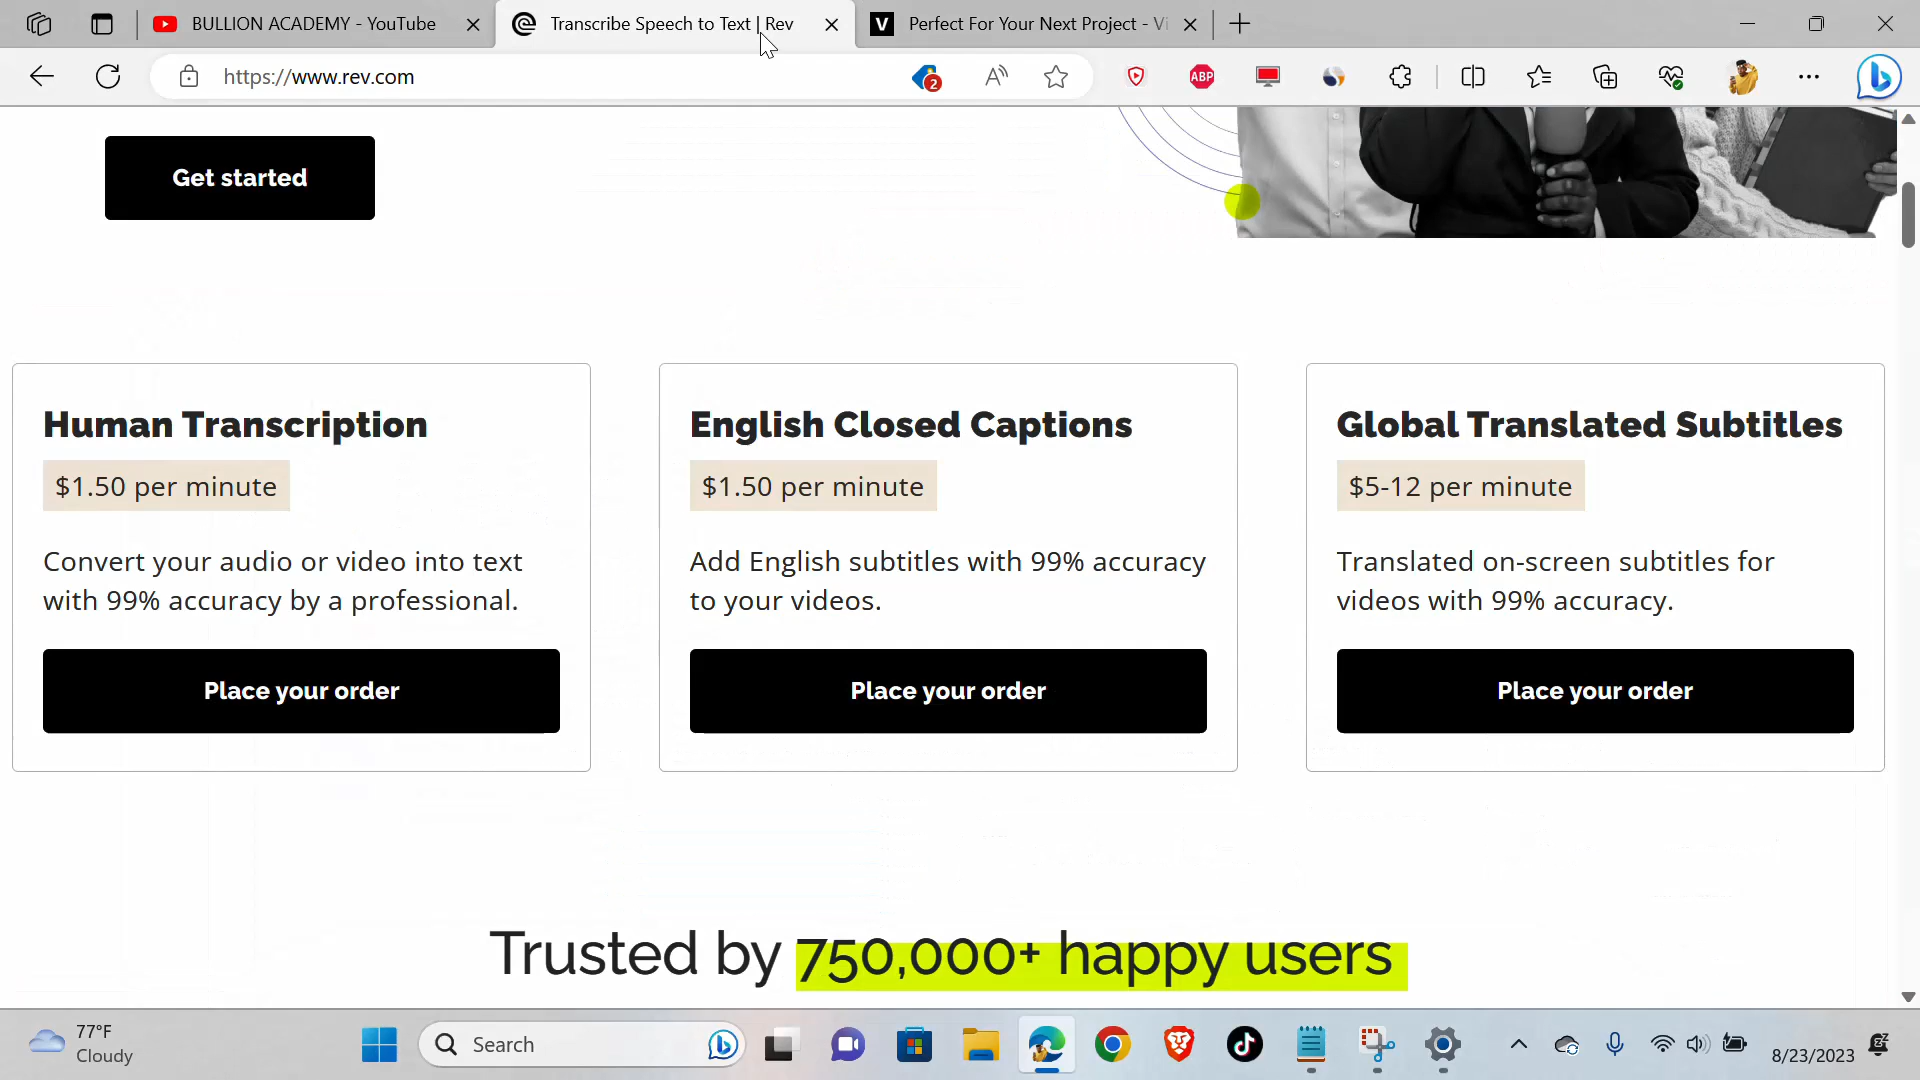 BULLION ACADEMY - YouTube
Transcribe Speech to Text | Rev
V Perfect For Your Next Project - Vi
https://www.rev.com
2
A
ABP
Get started
Human Transcription
$1.50 per minute
Convert your audio or video into text
with 99% accuracy by a professional.
Place your order
English Closed Captions
$1.50 per minute
Add English subtitles with 99% accuracy
to your videos.
Place your order
Global Translated Subtitles
$5-12 per minute
Translated on-screen subtitles for
videos with 99% accuracy.
Place your order
Trusted by 750,000+ happy users
77°F
Cloudy
Search
8/23/2023